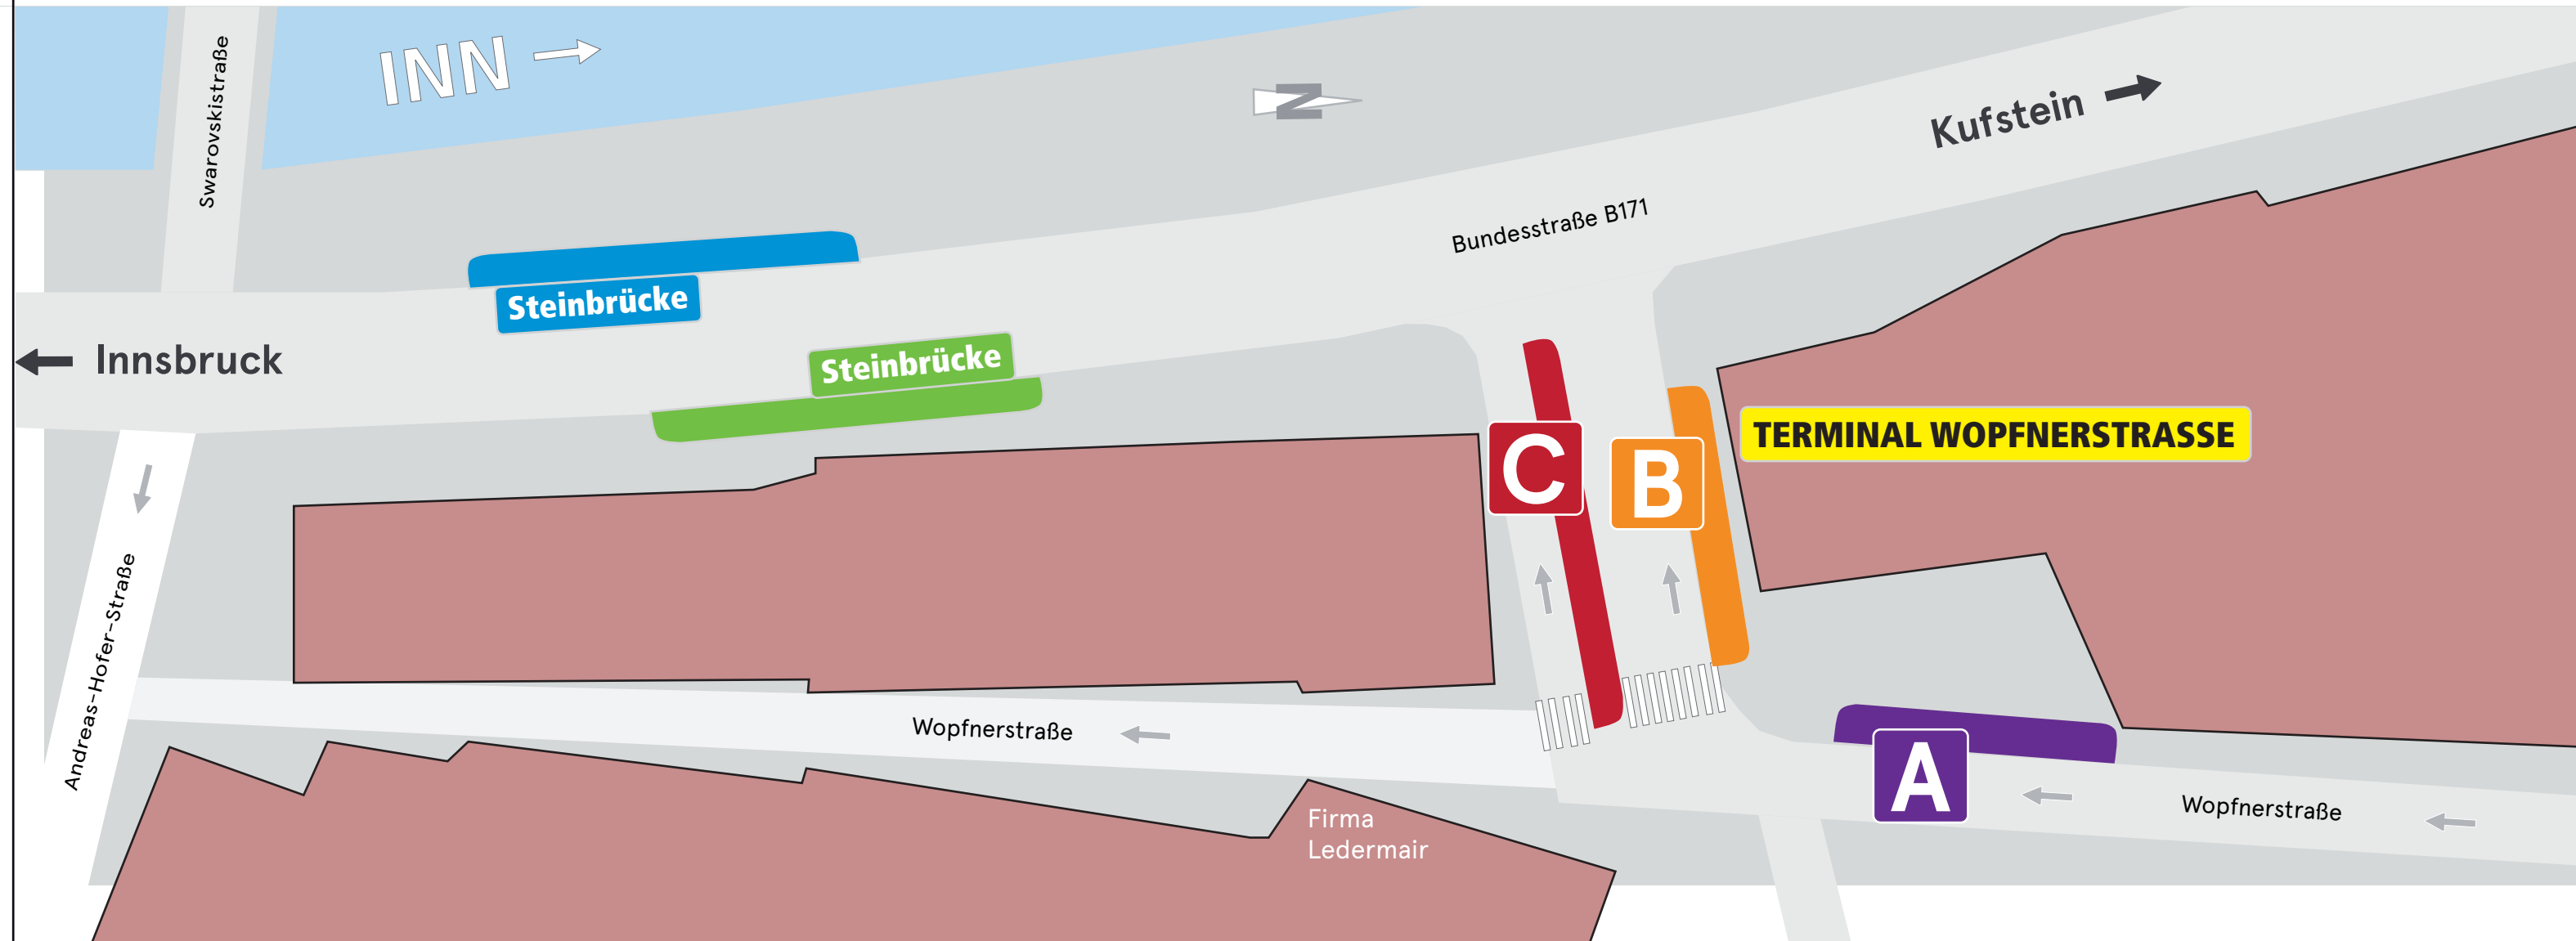 INN
Swarovskistraße
N
Kufstein
Bundesstraße B171
Steinbrücke
Innsbruck
Steinbrücke
TERMINAL WOPFNERSTRASSE
C
B
Andreas-Hofer-Straße
Wopfnerstraße
A
Wopfnerstraße
Firma
Ledermair